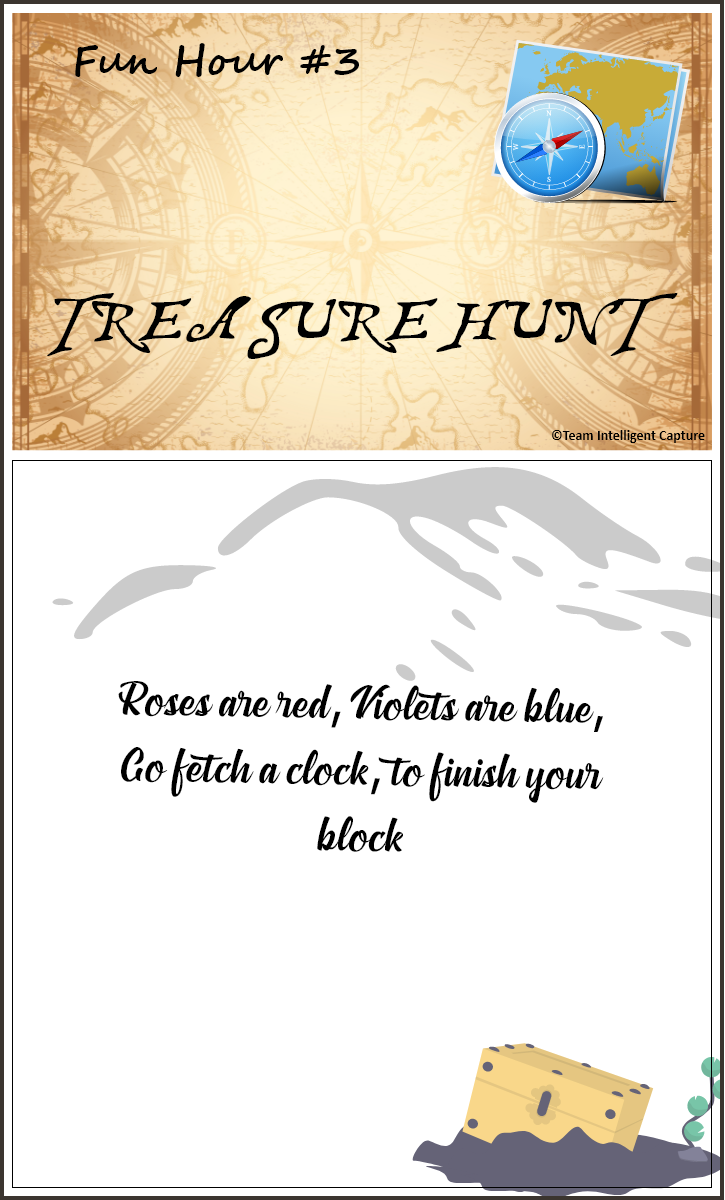 Fun Hour #3
N
E
S
W
E
W
TREASURE HUNT
©Team Intelligent Capture
Roses are red, Violets are blue,
Go fetch a clock, to finish your
block